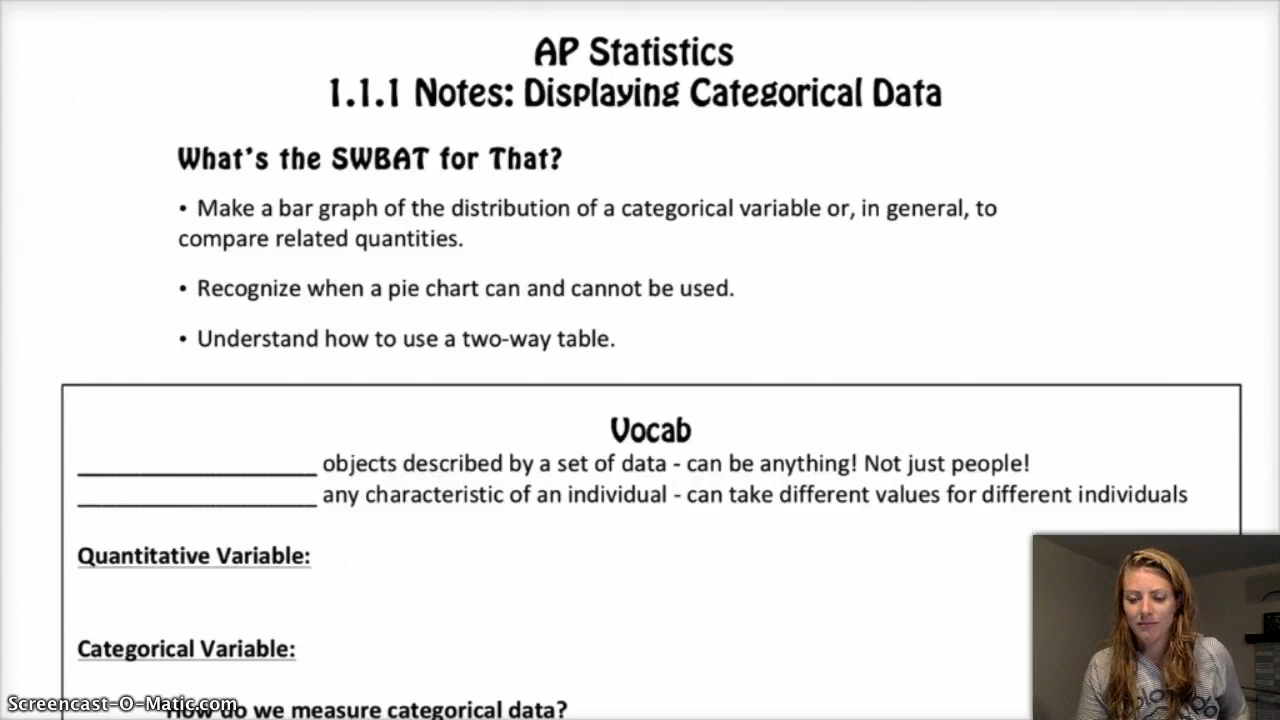 AP Statistics
1.1.1 Notes: Displaying Categorical Data
What's the SWBAT for That?
• Make a bar graph of the distribution of a categorical variable or, in general, to
compare related quantities.
• Recognize when a pie chart can and cannot be used.
• Understand how to use a two-way table.
Vocab
____________________ objects described by a set of data - can be anything! Not just people!
____________________ any characteristic of an individual - can take different values for different individuals
Quantitative Variable:
Categorical Variable:
How do we measure categorical data?
Screencast-O-Matic.com